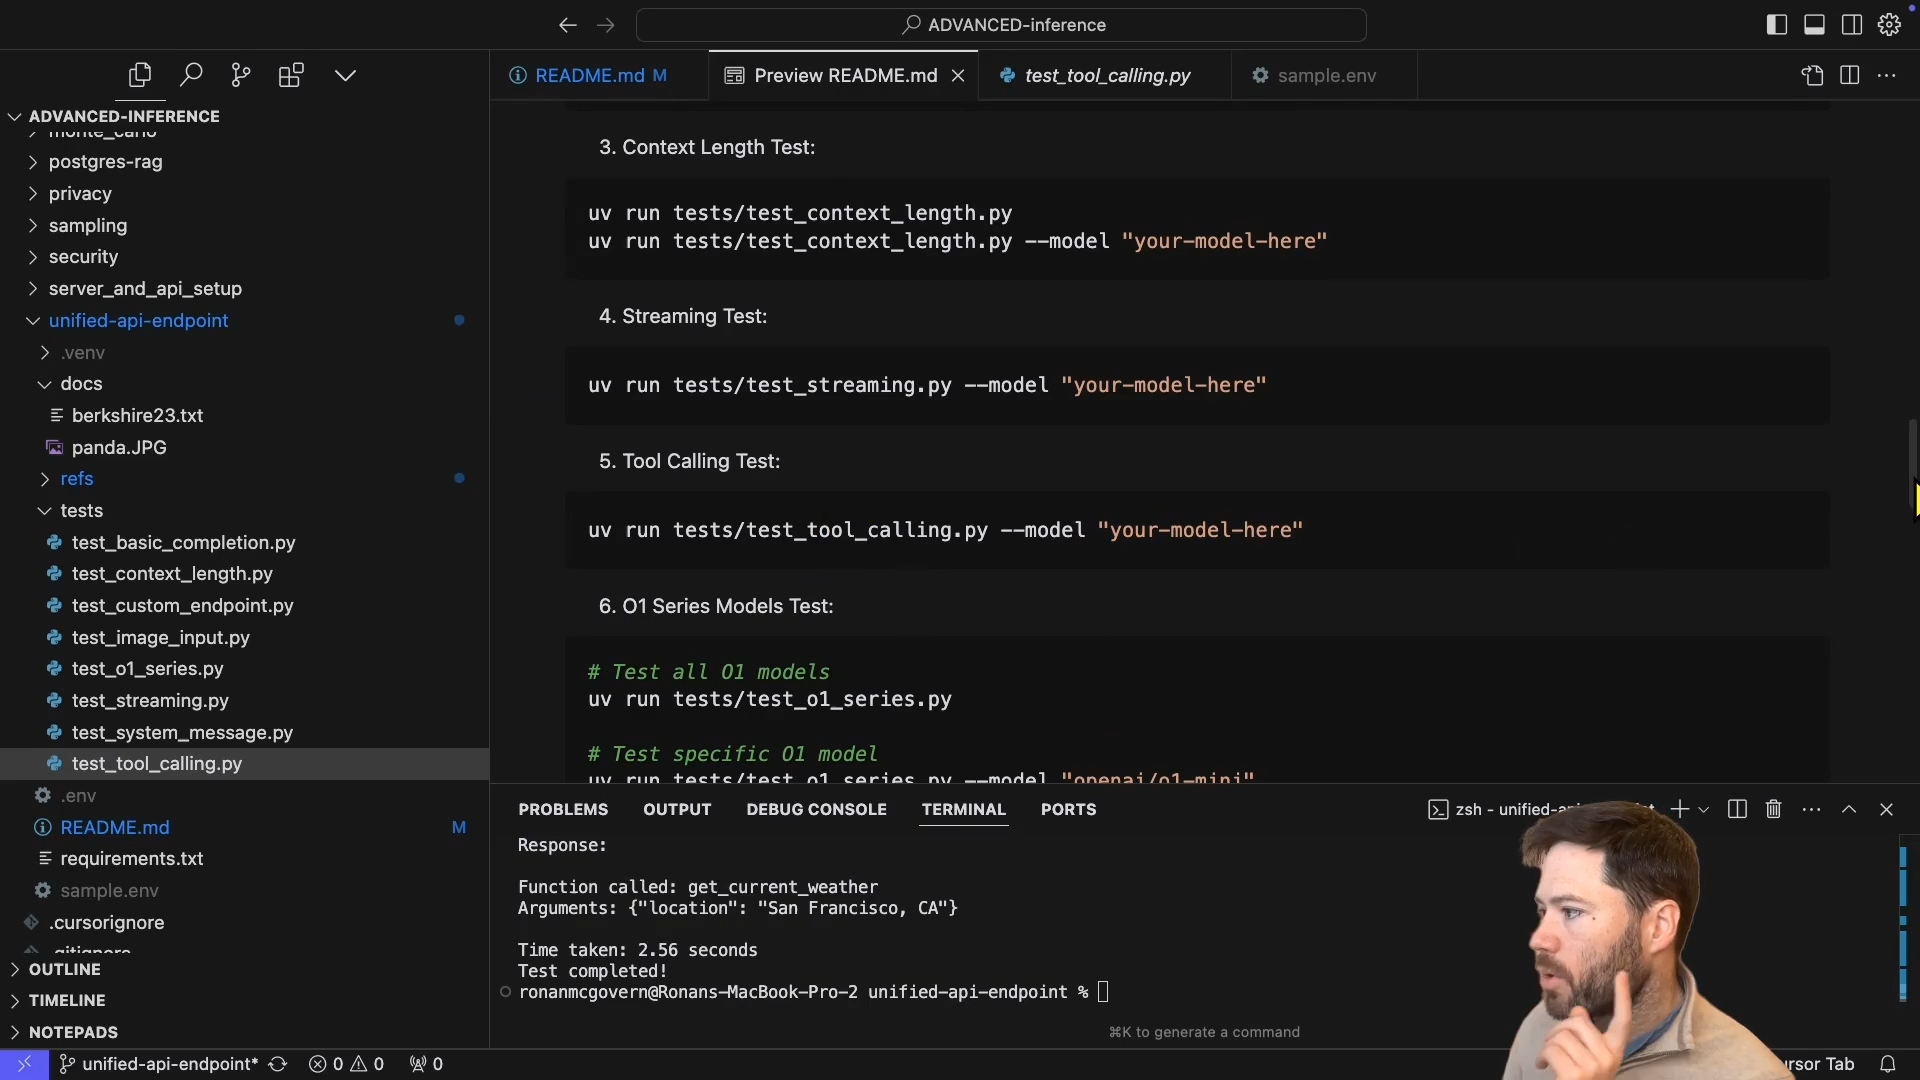 ADVANCED-inference
README.md M
Preview README.md
test_tool_calling.py
sample.env
ADVANCED-INFERENCE
monte_carlo
postgres-rag
privacy
sampling
security
server_and_api_setup
unified-api-endpoint
.venv
docs
berkshire23.txt
panda.JPG
refs
tests
test_basic_completion.py
test_context_length.py
test_custom_endpoint.py
test_image_input.py
test_o1_series.py
test_streaming.py
test_system_message.py
test_tool_calling.py
.env
README.md M
requirements.txt
sample.env
.cursorignore
.gitignore
OUTLINE
TIMELINE
NOTEPADS
3. Context Length Test:
uv run tests/test_context_length.py
uv run tests/test_context_length.py --model "your-model-here"
4. Streaming Test:
uv run tests/test_streaming.py --model "your-model-here"
5. Tool Calling Test:
uv run tests/test_tool_calling.py --model "your-model-here"
6. O1 Series Models Test:
# Test all O1 models
uv run tests/test_o1_series.py
# Test specific O1 model
uv run tests/test_o1_series.py --model "openai/o1-mini"
PROBLEMS
OUTPUT
DEBUG CONSOLE
TERMINAL
PORTS
zsh - unified-ap
Response:
Function called: get_current_weather
Arguments: {"location": "San Francisco, CA"}
Time taken: 2.56 seconds
Test completed!
ronanmcgovern@Ronans-MacBook-Pro-2 unified-api-endpoint %
⌘K to generate a command
unified-api-endpoint*
0
0
0
rsor Tab